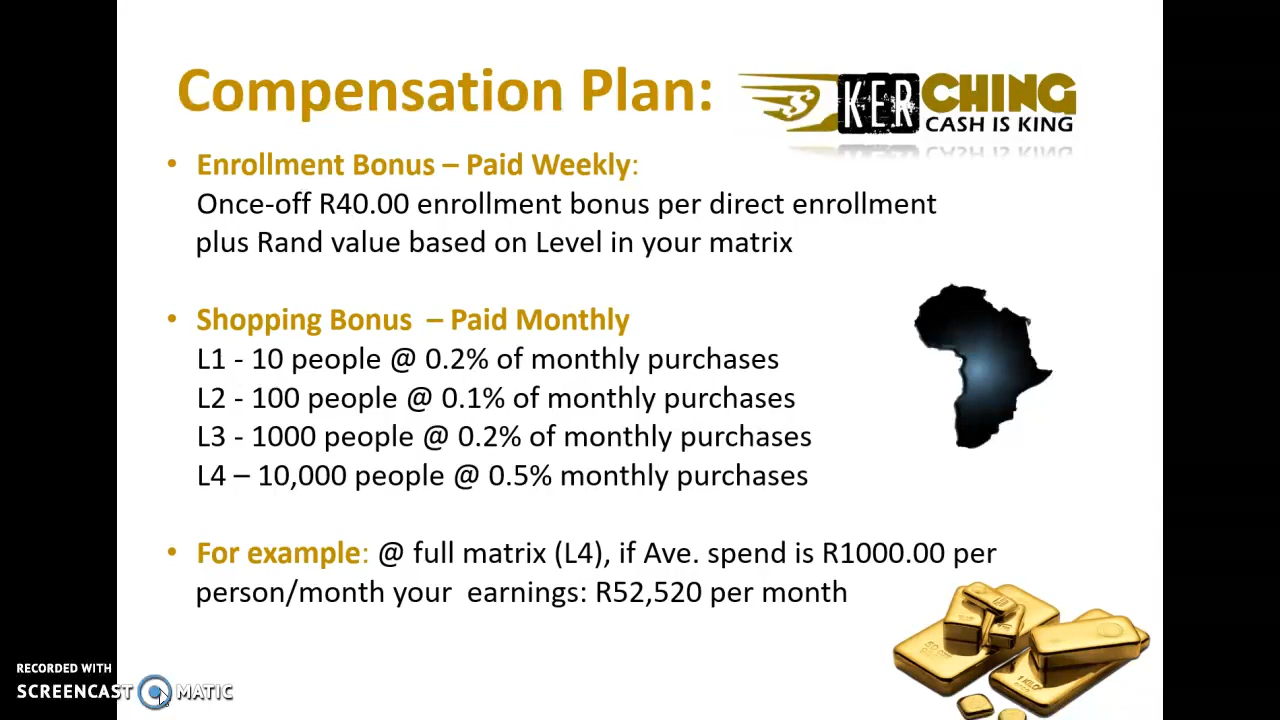 Compensation Plan:
KER CHING
CASH IS KING
• Enrollment Bonus – Paid Weekly:
Once-off R40.00 enrollment bonus per direct enrollment
plus Rand value based on Level in your matrix
• Shopping Bonus – Paid Monthly
L1 - 10 people @ 0.2% of monthly purchases
L2 - 100 people @ 0.1% of monthly purchases
L3 - 1000 people @ 0.2% of monthly purchases
L4 – 10,000 people @ 0.5% monthly purchases
• For example: @ full matrix (L4), if Ave. spend is R1000.00 per
person/month your earnings: R52,520 per month
RECORDED WITH
SCREENCAST MATIC